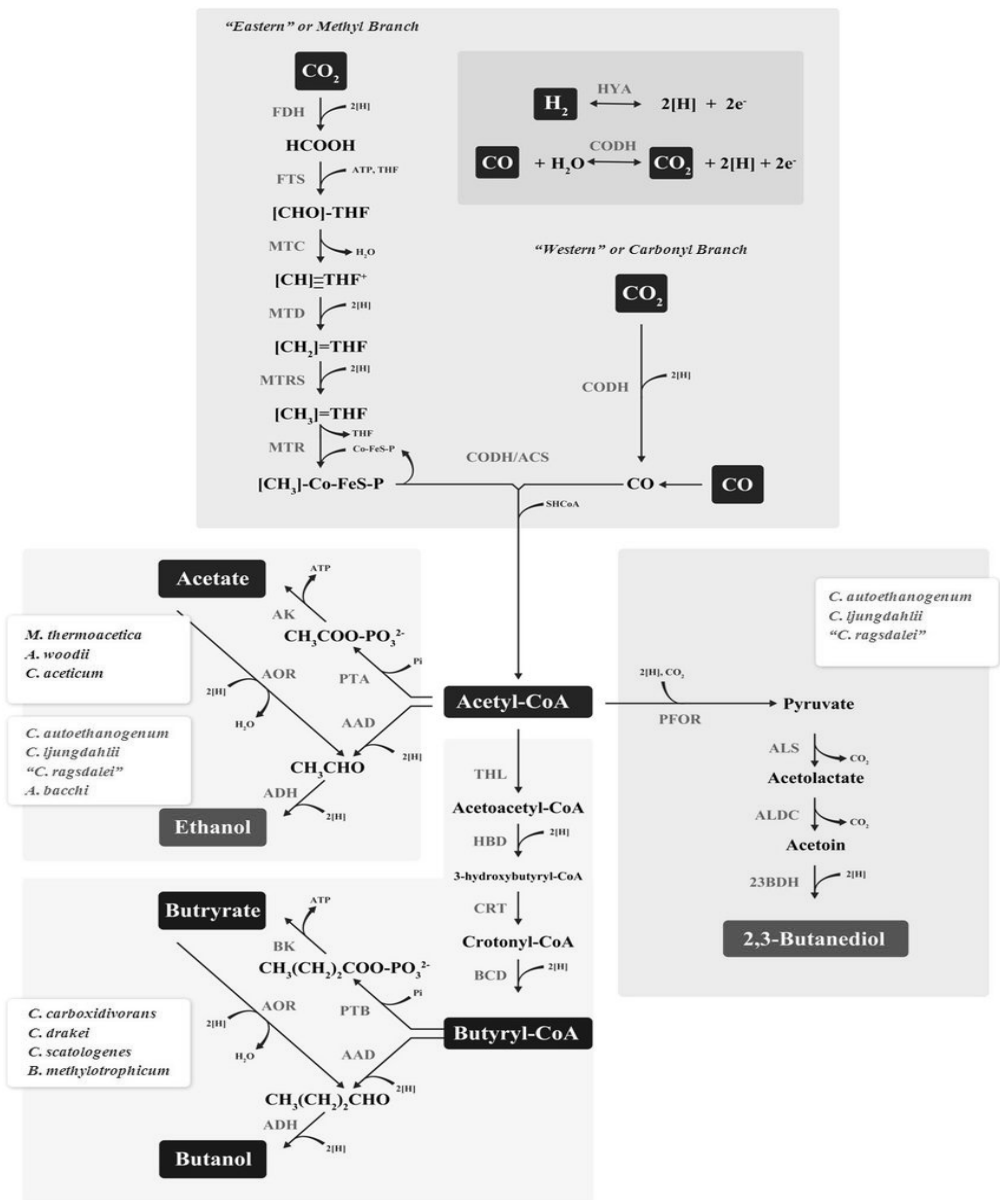 "Eastern" or Methyl Branch
CO₂
FDH
2[H]
HCOOH
FTS
ATP, THF
[CHO]-THF
MTC
H₂O
[CH]≡THF⁺
MTD
2[H]
[CH₂]=THF
MTRS
2[H]
[CH₃]=THF
THF
MTR
Co-FeS-P
[CH₃]-Co-FeS-P
H₂
HYA
2[H] + 2e⁻
CO
+ H₂O
CODH
CO₂
+ 2[H] + 2e⁻
"Western" or Carbonyl Branch
CO₂
CODH
2[H]
CODH/ACS
CO
CO
SHCoA
Acetate
ATP
AK
CH₃COO-PO₃²⁻
M. thermoacetica
A. woodii
C. aceticum
AOR
2[H]
H₂O
PTA
Pi
AAD
2[H]
C. autoethanogenum
C. ljungdahlii
"C. ragsdalei"
A. bacchi
CH₃CHO
ADH
2[H]
Ethanol
Acetyl-CoA
THL
Acetoacetyl-CoA
HBD
2[H]
3-hydroxybutyryl-CoA
CRT
Crotonyl-CoA
BCD
2[H]
Butyryl-CoA
C. autoethanogenum
C. ljungdahlii
"C. ragsdalei"
2[H], CO₂
PFOR
Pyruvate
ALS
CO₂
Acetolactate
ALDC
CO₂
Acetoin
23BDH
2[H]
2,3-Butanediol
Butryrate
ATP
BK
CH₃(CH₂)₂COO-PO₃²⁻
AOR
2[H]
H₂O
PTB
Pi
AAD
2[H]
C. carboxidivorans
C. drakei
C. scatologenes
B. methylotrophicum
CH₃(CH₂)₂CHO
ADH
2[H]
Butanol